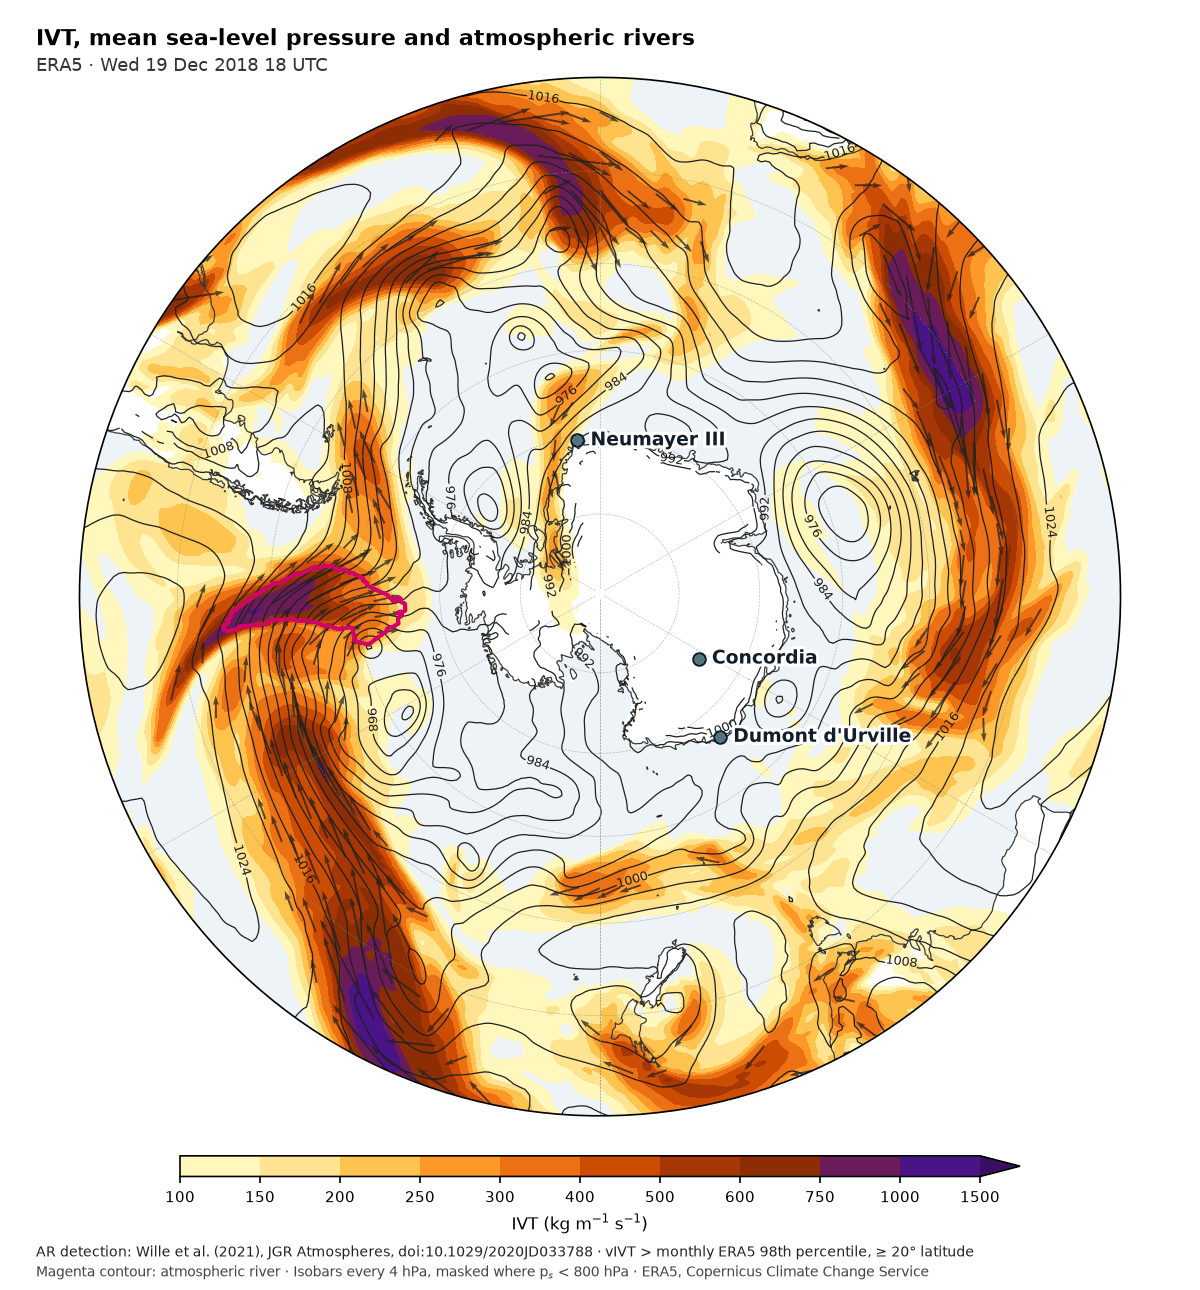 IVT, mean sea-level pressure and atmospheric rivers
ERA5 · Wed 19 Dec 2018 18 UTC
1016
1016
1016
984
976
Neumayer III
992
1008
1008
976
984
992
976
1024
1000
992
984
992
Concordia
976
968
1000
Dumont d'Urville
1016
984
1024
1016
1000
1008
100 150 200 250 300 400 500 600 750 1000 1500
IVT (kg m⁻¹ s⁻¹)
AR detection: Wille et al. (2021), JGR Atmospheres, doi:10.1029/2020JD033788 · vIVT > monthly ERA5 98th percentile, ≥ 20° latitude
Magenta contour: atmospheric river · Isobars every 4 hPa, masked where pₛ < 800 hPa · ERA5, Copernicus Climate Change Service